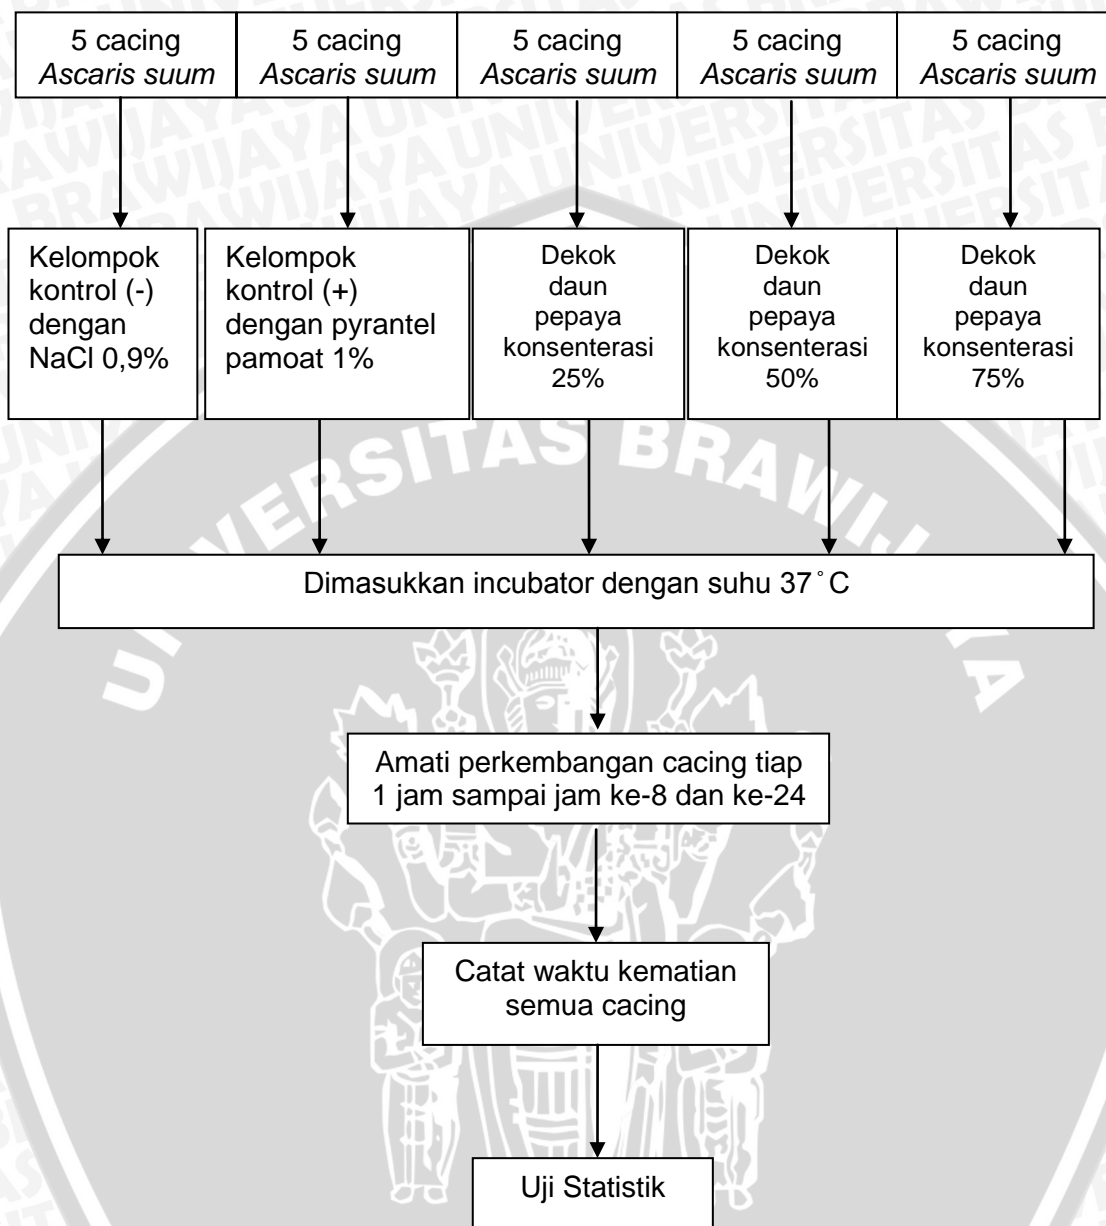 5 cacing
Ascaris suum
5 cacing
Ascaris suum
5 cacing
Ascaris suum
5 cacing
Ascaris suum
5 cacing
Ascaris suum
Kelompok
kontrol (-)
dengan
NaCl 0,9%
Kelompok
kontrol (+)
dengan pyrantel
pamoat 1%
Dekok
daun
pepaya
konsenterasi
25%
Dekok
daun
pepaya
konsenterasi
50%
Dekok
daun
pepaya
konsenterasi
75%
UNIVERSITAS BRAWIJAYA
Dimasukkan incubator dengan suhu 37˚C
Amati perkembangan cacing tiap
1 jam sampai jam ke-8 dan ke-24
Catat waktu kematian
semua cacing
Uji Statistik